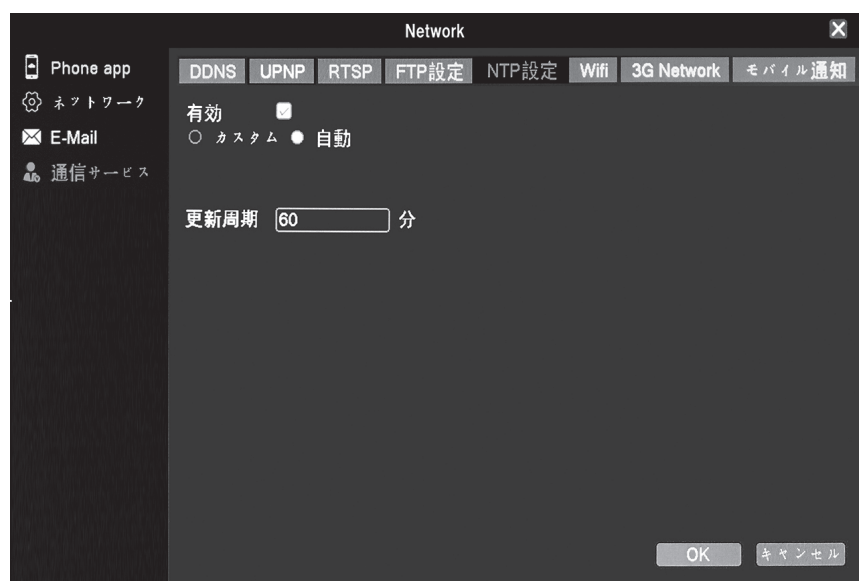 Network
Phone app
ネットワーク
E-Mail
通信サービス
DDNS UPNP RTSP FTP設定 NTP設定 Wifi 3G Network モバイル通知
有効
カスタム 自動
更新周期 60 分
OK キャンセル